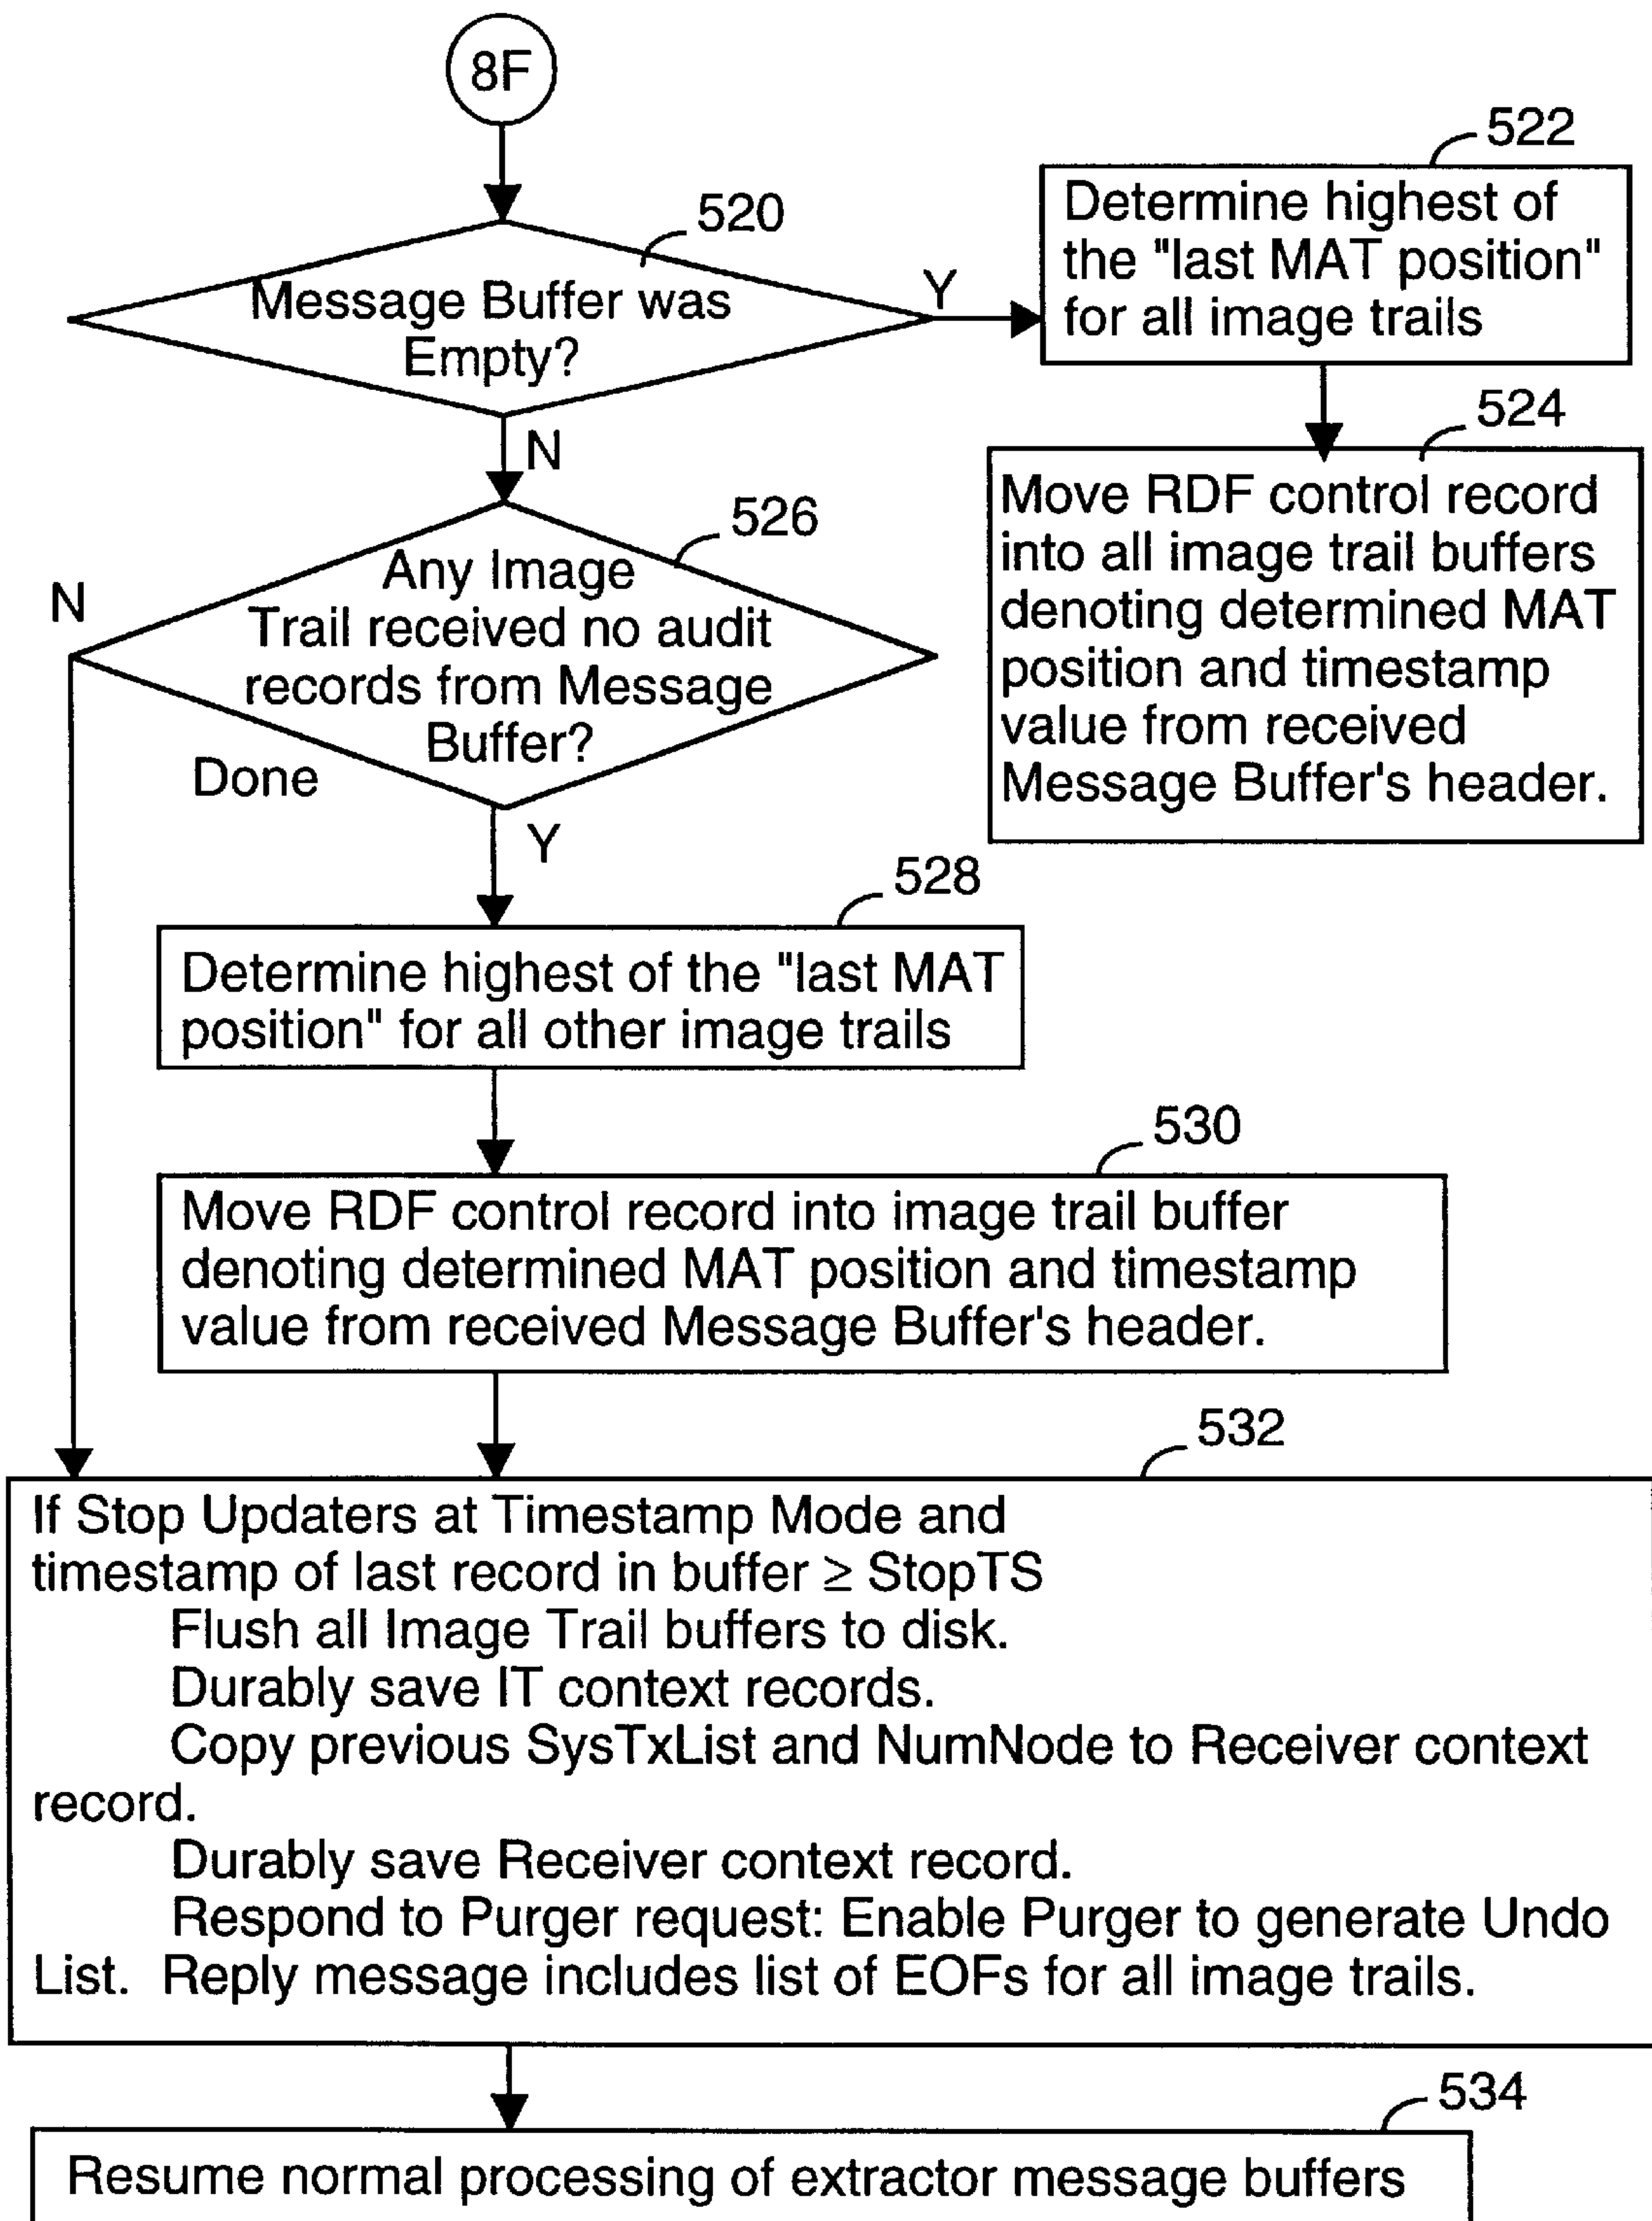 8F
520
Message Buffer was
Empty?
Y
N
522
Determine highest of
the "last MAT position"
for all image trails
524
Move RDF control record
into all image trail buffers
denoting determined MAT
position and timestamp
value from received
Message Buffer's header.
526
Any Image
Trail received no audit
records from Message
Buffer?
N
Done
Y
528
Determine highest of the "last MAT
position" for all other image trails
530
Move RDF control record into image trail buffer
denoting determined MAT position and timestamp
value from received Message Buffer's header.
532
If Stop Updaters at Timestamp Mode and
timestamp of last record in buffer ≥ StopTS
Flush all Image Trail buffers to disk.
Durably save IT context records.
Copy previous SysTxList and NumNode to Receiver context
record.
Durably save Receiver context record.
Respond to Purger request: Enable Purger to generate Undo
List. Reply message includes list of EOFs for all image trails.
534
Resume normal processing of extractor message buffers